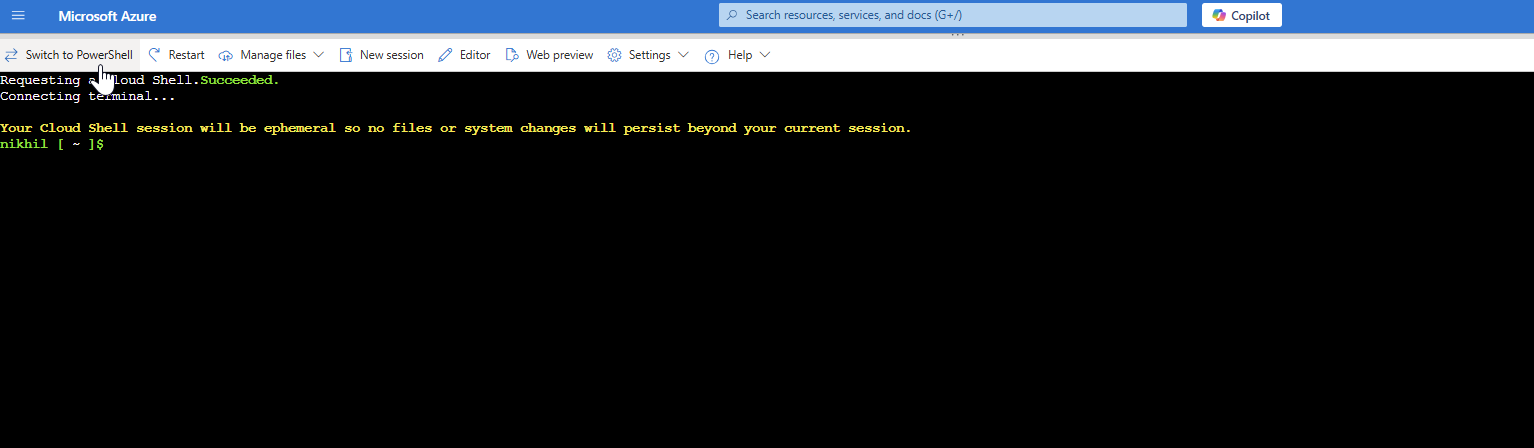 Microsoft Azure
Search resources, services, and docs (G+/)
Copilot
Switch to PowerShell
Restart
Manage files
New session
Editor
Web preview
Settings
Help
Requesting a Cloud Shell.Succeeded.
Connecting terminal...
Your Cloud Shell session will be ephemeral so no files or system changes will persist beyond your current session.
nikhil [ ~ ]$